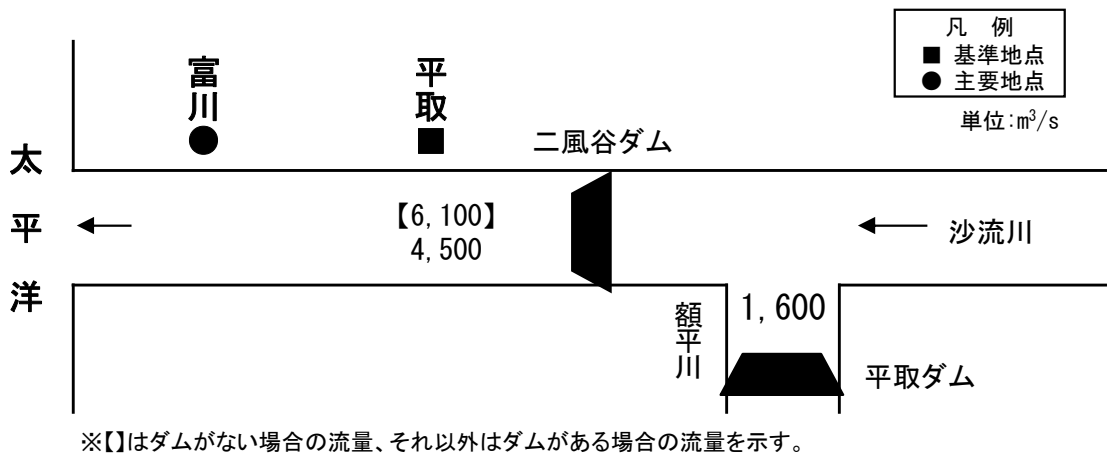 凡 例
■ 基準地点
● 主要地点
単位:m³/s
富川
平取
二風谷ダム
太平洋
【6,100】
4,500
沙流川
額平川
1,600
平取ダム
※【】はダムがない場合の流量、それ以外はダムがある場合の流量を示す。